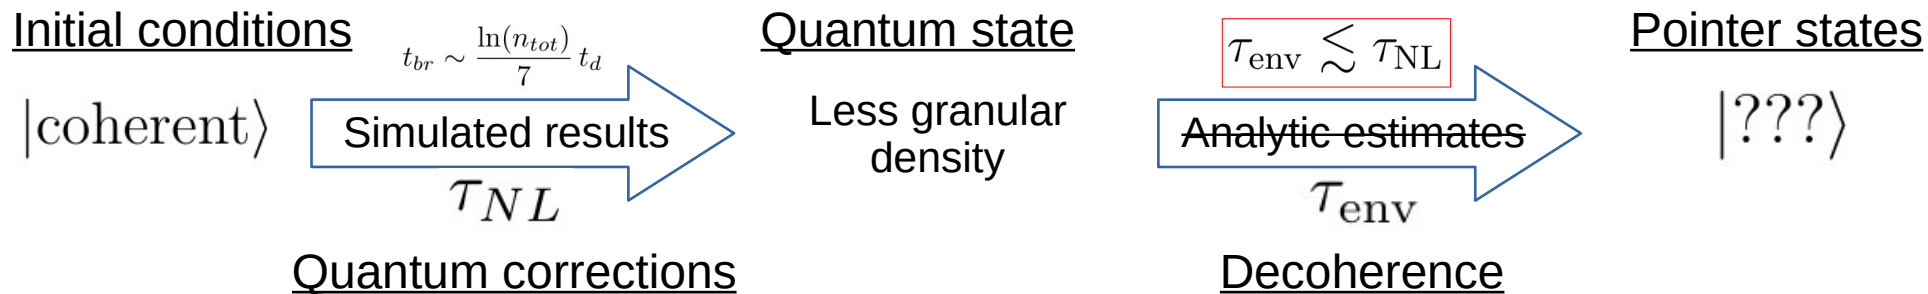 Initial conditions
|coherent⟩
t_{br} ∼ \frac{ln(n_{tot})}{7} t_d
Simulated results
τ_{NL}
Quantum corrections
Quantum state
Less granular
density
τ_{env} ≲ τ_{NL}
Analytic estimates
τ_{env}
Decoherence
Pointer states
|???⟩